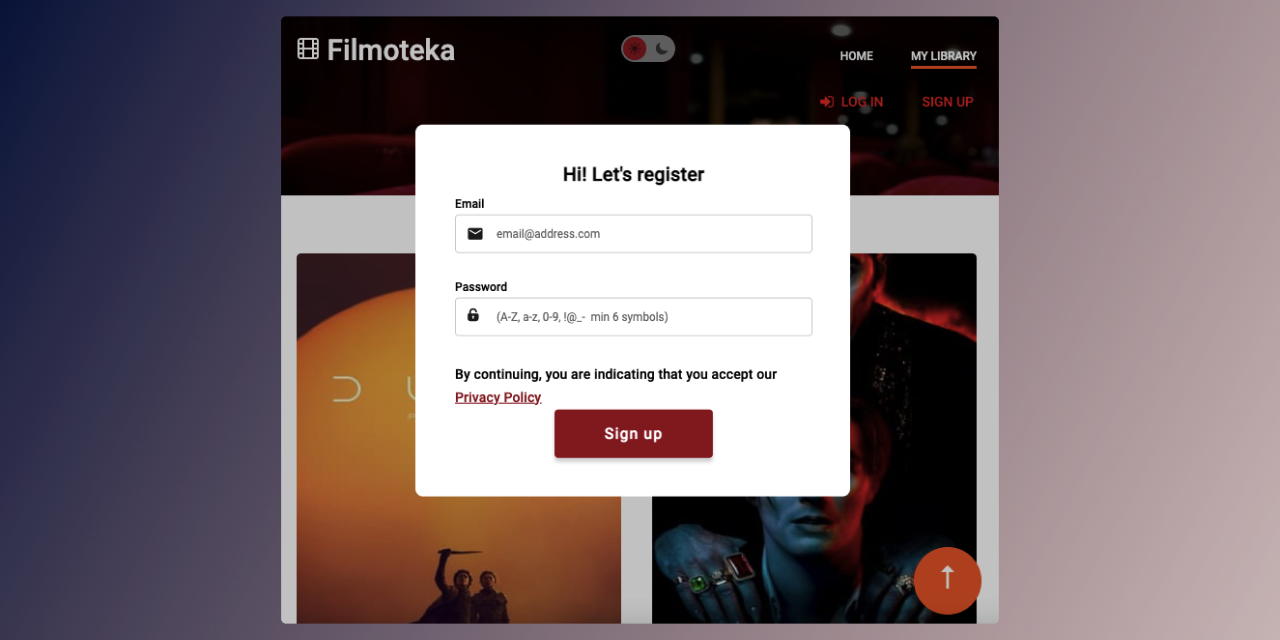 Filmoteka
HOME MY LIBRARY
LOG IN SIGN UP
Hi! Let's register
Email
email@address.com
Password
(A-Z, a-z, 0-9, !@_- min 6 symbols)
By continuing, you are indicating that you accept our
Privacy Policy
Sign up